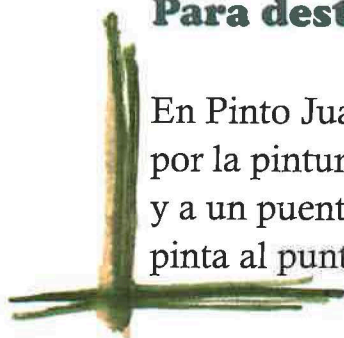 Para dest
En Pinto Jua
por la pintur
y a un puent
pinta al punt